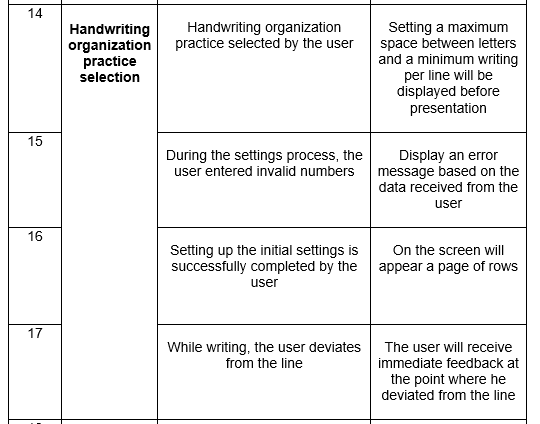 14
Handwriting
organization
practice
selection
Handwriting organization
practice selected by the user
Setting a maximum
space between letters
and a minimum writing
per line will be
displayed before
presentation
15
During the settings process, the
user entered invalid numbers
Display an error
message based on the
data received from the
user
16
Setting up the initial settings is
successfully completed by the
user
On the screen will
appear a page of rows
17
While writing, the user deviates
from the line
The user will receive
immediate feedback at
the point where he
deviated from the line